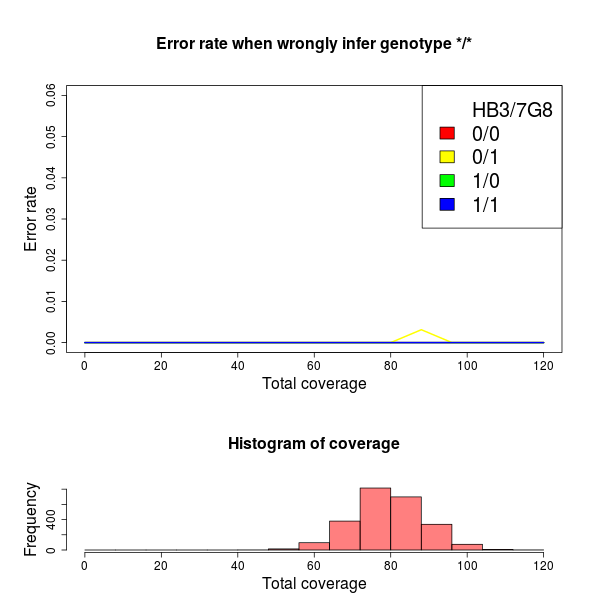 Error rate when wrongly infer genotype */*
HB3/7G8
0/0
0/1
1/0
1/1
Error rate
0.06
0.05
0.04
0.03
0.02
0.01
0.00
0 20 40 60 80 100 120
Total coverage
Histogram of coverage
Frequency
400
0
0 20 40 60 80 100 120
Total coverage